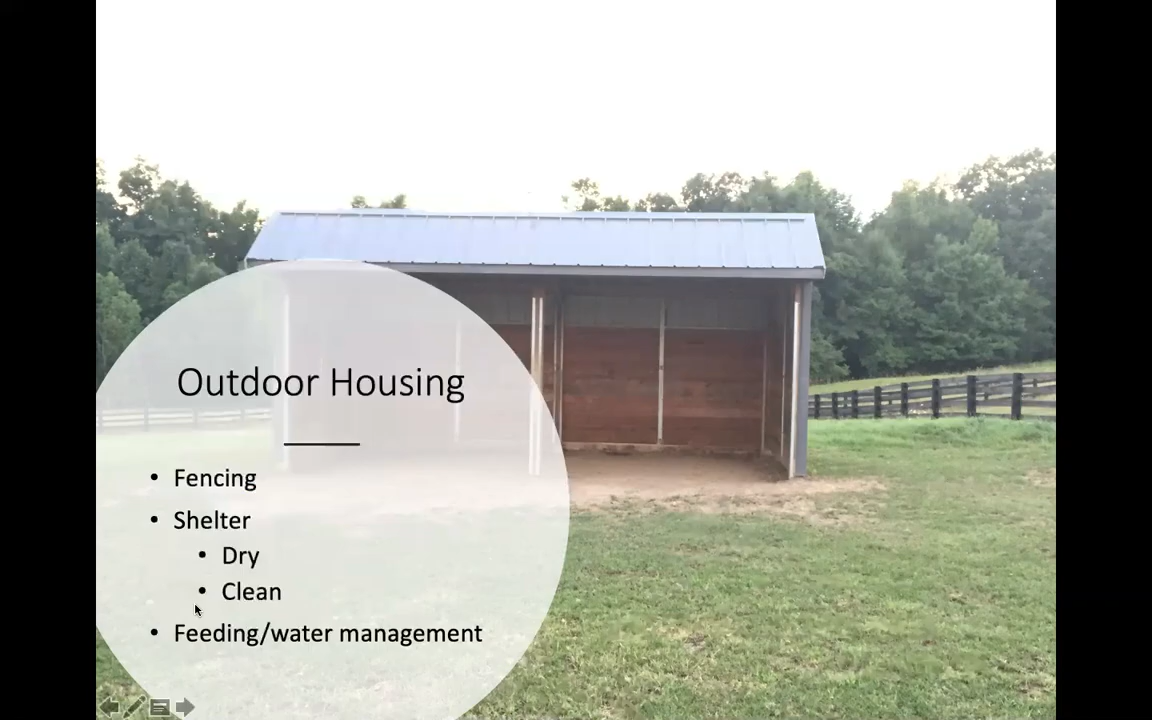 Outdoor Housing
• Fencing
• Shelter
• Dry
• Clean
• Feeding/water management